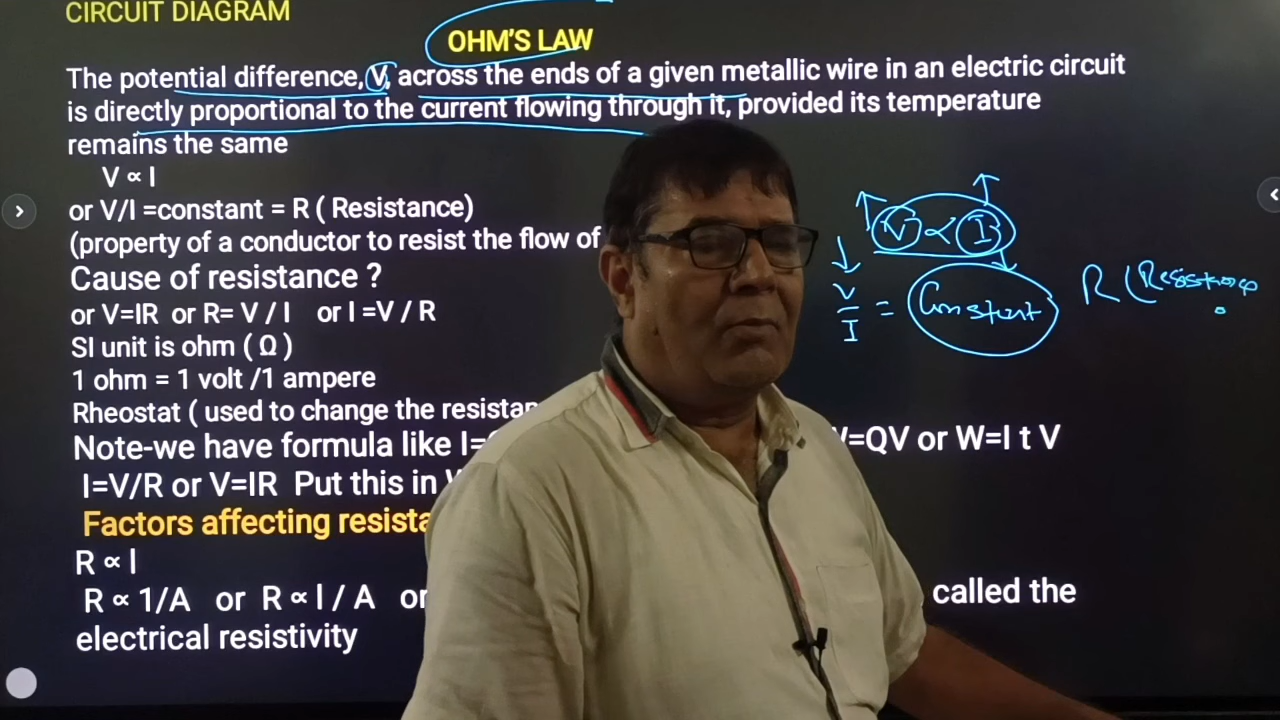 CIRCUIT DIAGRAM
OHM'S LAW
The potential difference, V, across the ends of a given metallic wire in an electric circuit
is directly proportional to the current flowing through it, provided its temperature
remains the same
V ∝ I
or V/I =constant = R ( Resistance)
(property of a conductor to resist the flow of
Cause of resistance ?
or V=IR or R= V / I or I =V / R
SI unit is ohm ( Ω )
1 ohm = 1 volt /1 ampere
Rheostat ( used to change the
Note-we have formula like I= =QV or W=I t V
I=V/R or V=IR Put this in
Factors affecting
R ∝ l
R ∝ 1/A or R ∝ l / A or called the
electrical resistivity
V ∝ I
V
I
= Constant
R